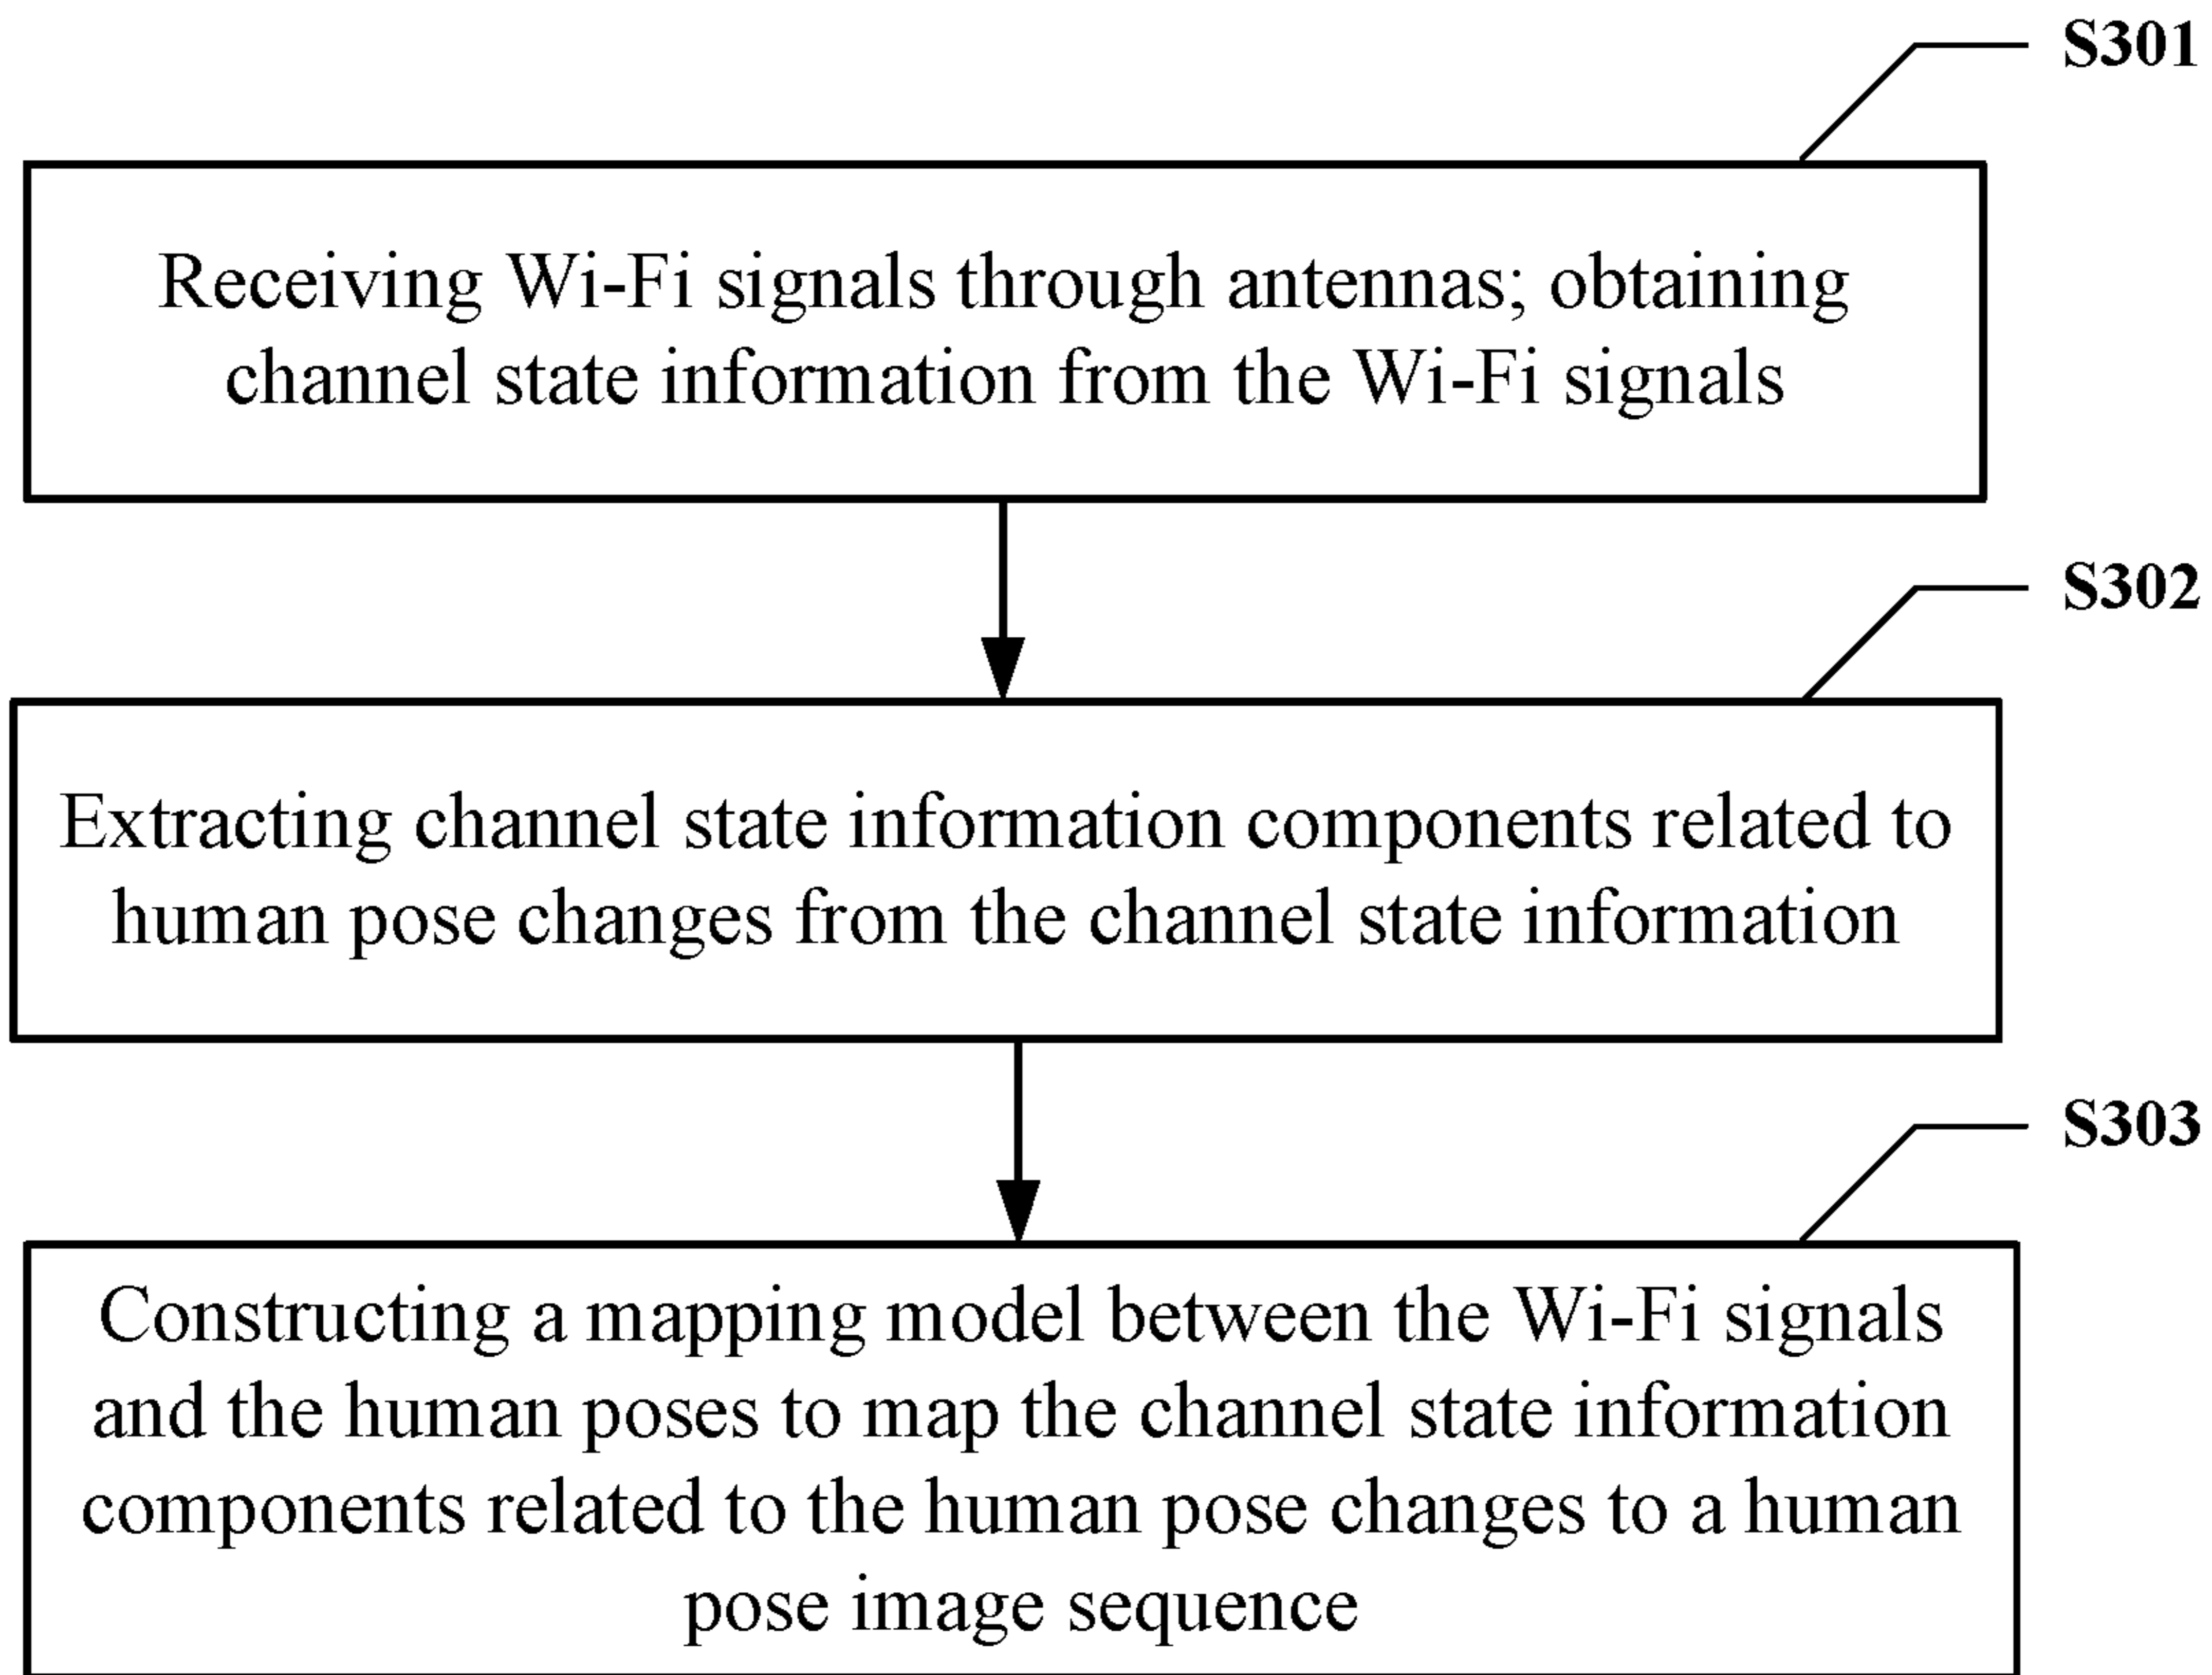 S301
Receiving Wi-Fi signals through antennas; obtaining
channel state information from the Wi-Fi signals
S302
Extracting channel state information components related to
human pose changes from the channel state information
S303
Constructing a mapping model between the Wi-Fi signals
and the human poses to map the channel state information
components related to the human pose changes to a human
pose image sequence